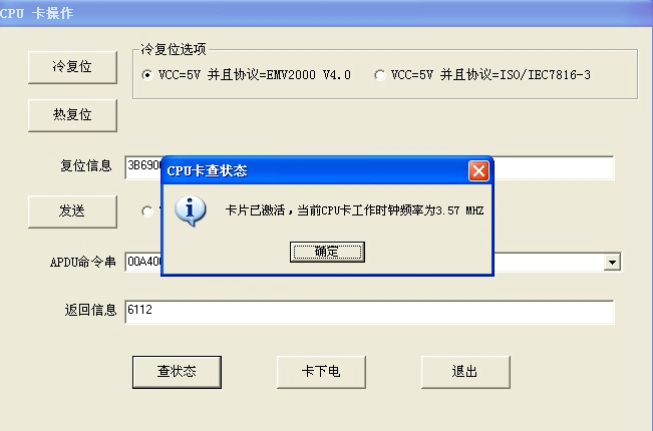 CPU 卡操作
冷复位选项
冷复位
VCC=5V 并且协议=EMV2000 V4.0
VCC=5V 并且协议=ISO/IEC7816-3
热复位
复位信息
CPU卡查状态
卡片已激活,当前CPU卡工作时钟频率为3.57 MHZ
确定
发送
APDU命令串
返回信息
6112
查状态
卡下电
退出